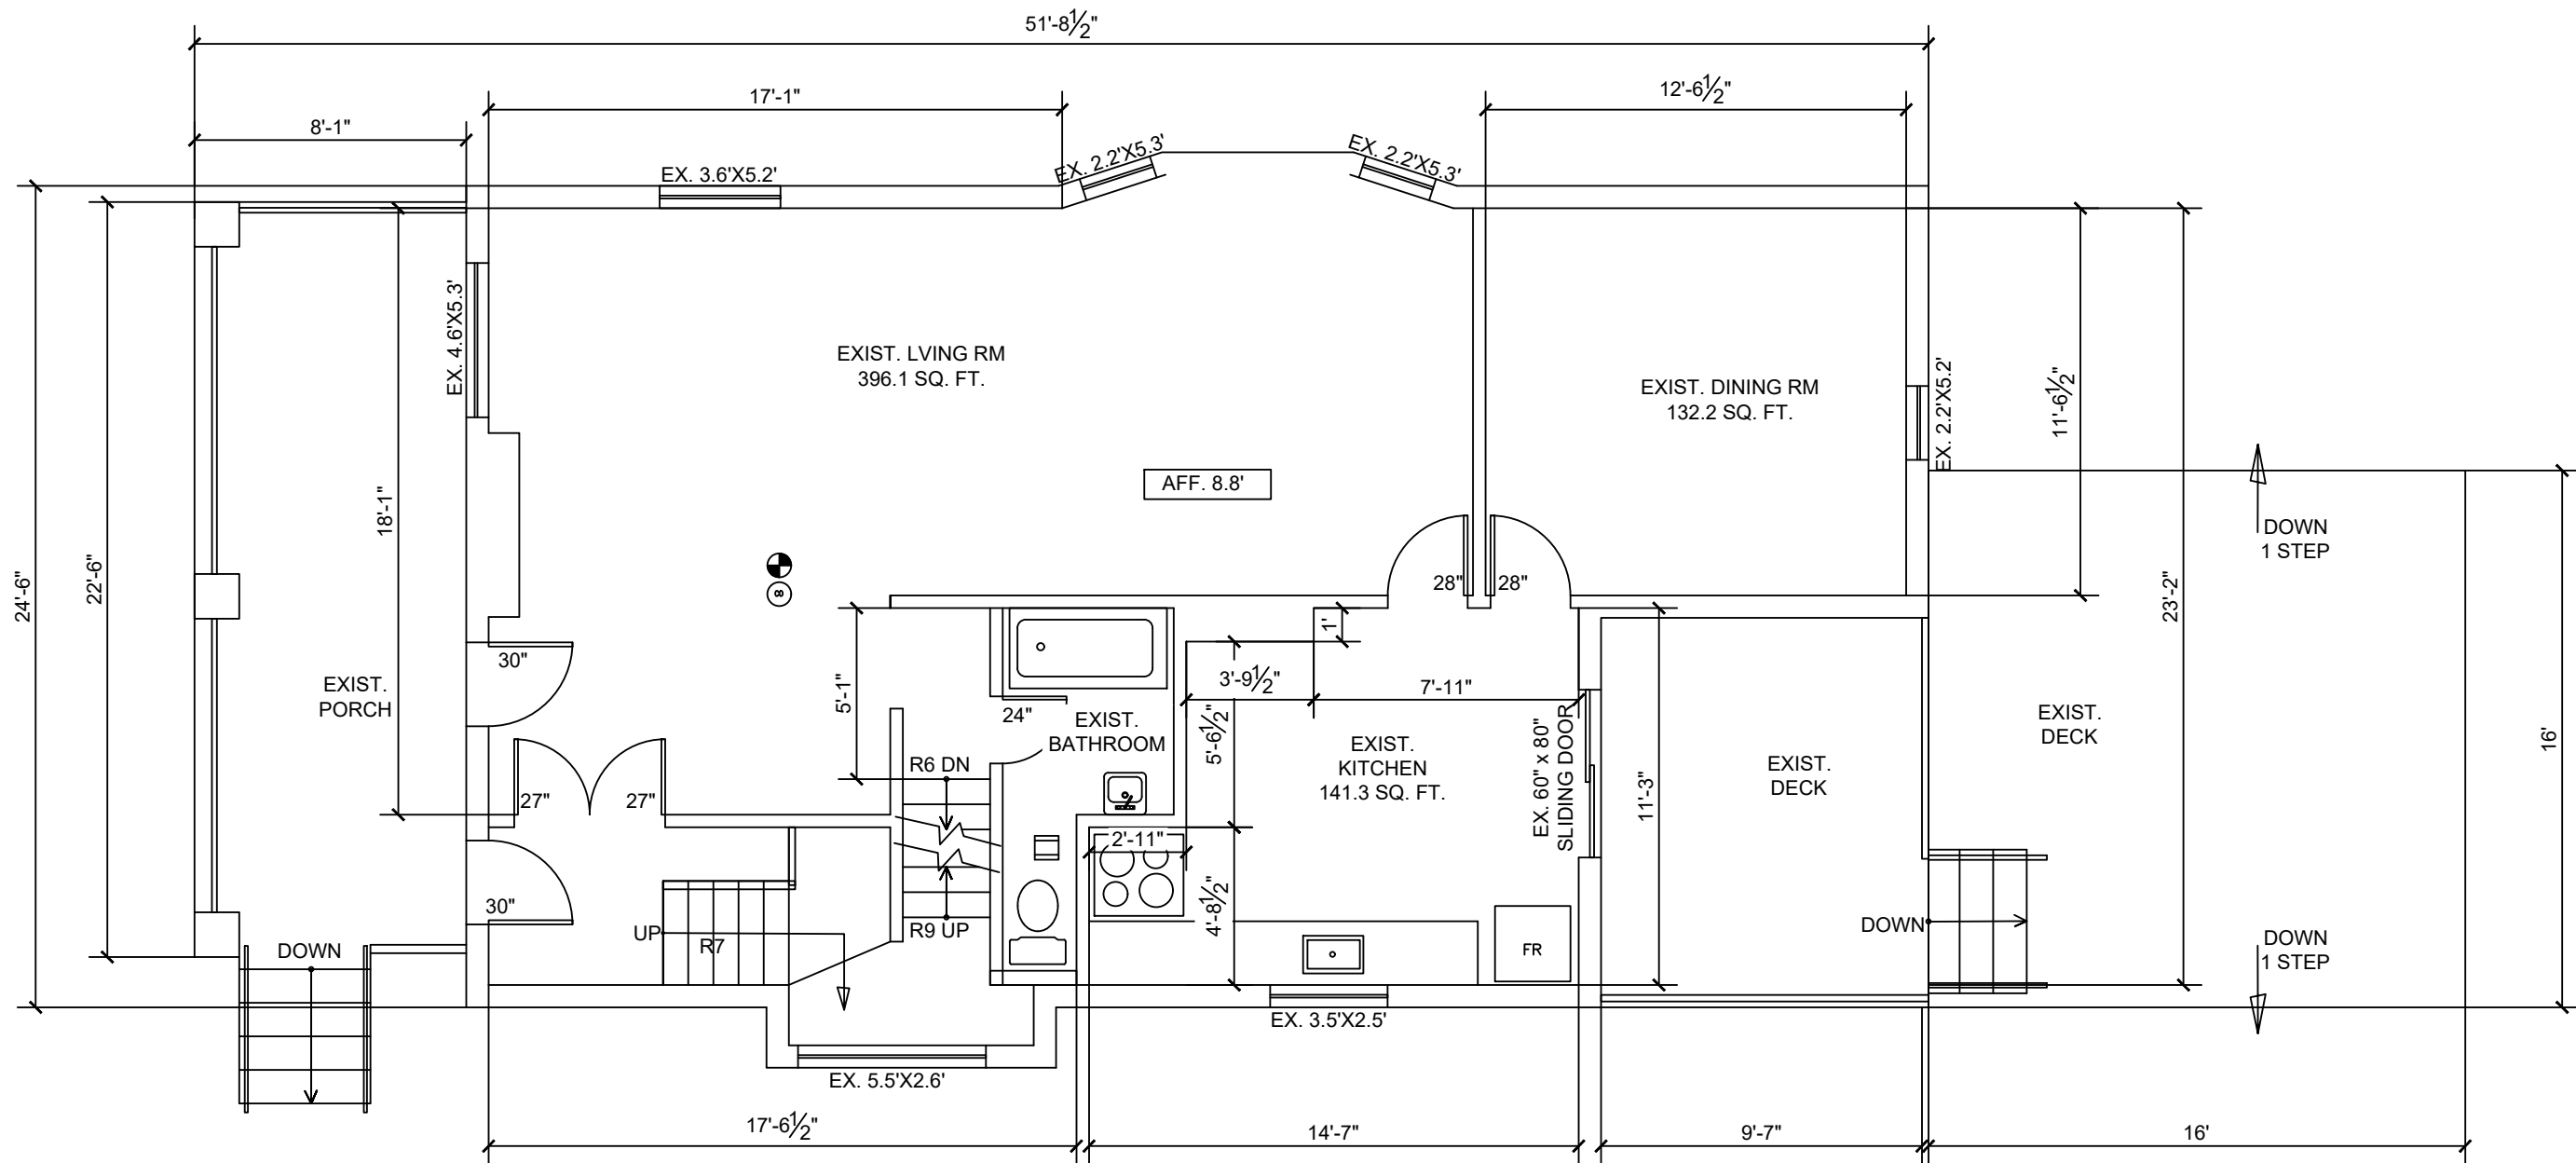 51'-8½"
17'-1"
12'-6½"
8'-1"
EX. 2.2'X5.3'
EX. 2.2'X5.3'
EX. 3.6'X5.2'
EX. 4.6'X5.3'
EXIST. LVING RM
396.1 SQ. FT.
EXIST. DINING RM
132.2 SQ. FT.
EX. 2.2'X5.2'
11'-6½"
AFF. 8.8'
18'-1"
24'-6"
22'-6"
DOWN
1 STEP
23'-2"
28"
28"
8
1'
30"
EXIST.
PORCH
5'-1"
3'-9½"
7'-11"
24"
EXIST.
BATHROOM
5'-6½"
EXIST.
KITCHEN
141.3 SQ. FT.
EX. 60" x 80"
SLIDING DOOR
11'-3"
EXIST.
DECK
EXIST.
DECK
16'
R6 DN
27"
27"
2'-11"
30"
UP
R7
R9 UP
4'-8½"
FR
DOWN
DOWN
DOWN
1 STEP
EX. 3.5'X2.5'
EX. 5.5'X2.6'
17'-6½"
14'-7"
9'-7"
16'